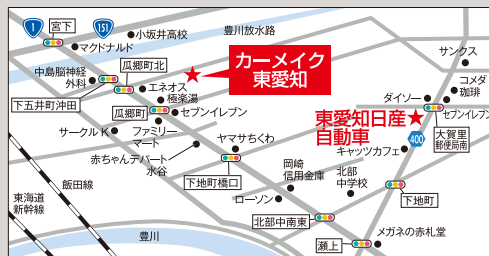 1
151
宮下
小坂井高校
豊川放水路
マクドナルド
瓜郷町北
カーメイク
東愛知
サンクス
中島脳神経
外科
エネオス
極楽湯
コメダ
珈琲
下五井町沖田
瓜郷町
セブンイレブン
ダイソー
セブンイレブン
東愛知日産
自動車
大賀里
郵便局南
サークルK
ファミリー
マート
ヤマサちくわ
400
キャッツカフェ
赤ちゃんデパート
水谷
下地町橋口
岡崎
信用金庫
北部
中学校
飯田線
東海道
新幹線
ローソン
下地町
北部中南東
豊川
瀬上
メガネの赤札堂